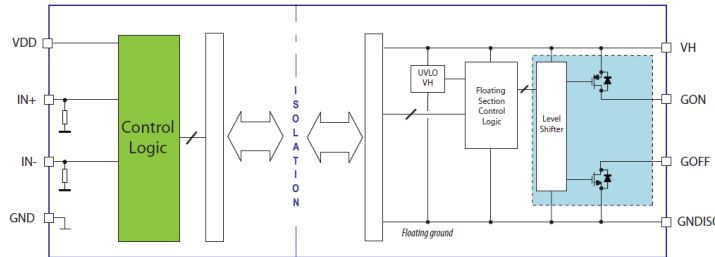 VDD
IN+
IN-
GND
Control
Logic
I
S
O
L
A
T
I
O
N
UVLO
VH
Floating
Section
Control
Logic
Level
Shifter
Floating ground
VH
GON
GOFF
GNDISO